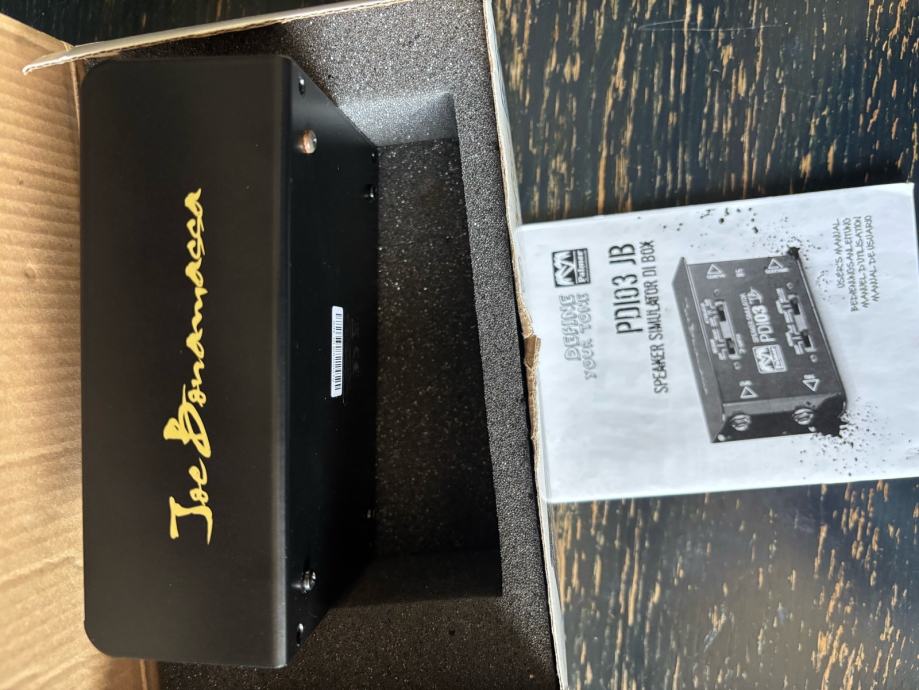 Joe Bonamassa
DEFINE
YOUR TONE
Palmer
PDI03 JB
SPEAKER SIMULATOR DI BOX
PDI03
USER'S MANUAL
BEDIENUNGSANLEITUNG
MANUEL D'UTILISATION
MANUAL DE USUARIO